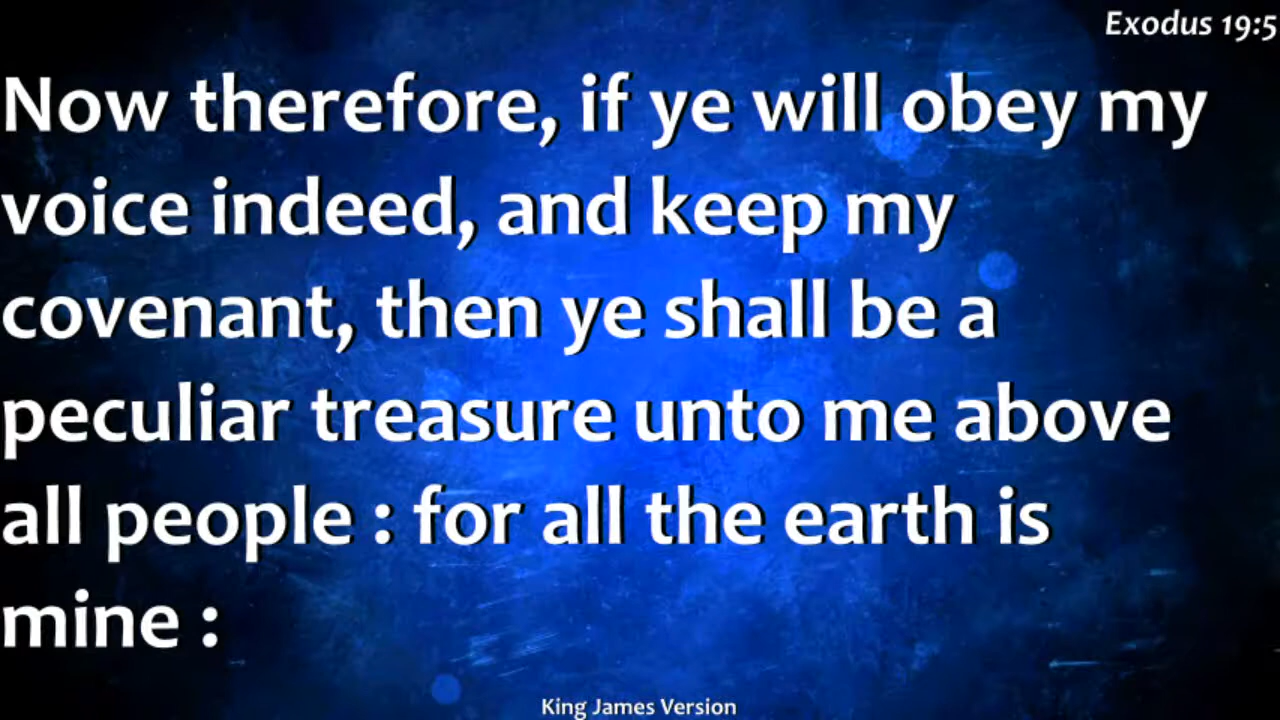 Exodus 19:5
Now therefore, if ye will obey my
voice indeed, and keep my
covenant, then ye shall be a
peculiar treasure unto me above
all people : for all the earth is
mine :
King James Version